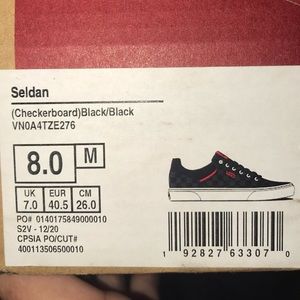 Seldan
(Checkerboard)Black/Black
VN0A4TZE276
8.0 M
UK EUR CM
7.0 40.5 26.0
PO# 0140175849000010
S2V - 12/20
CPSIA PO/CUT#
400113506500010
1 92827 63307 0